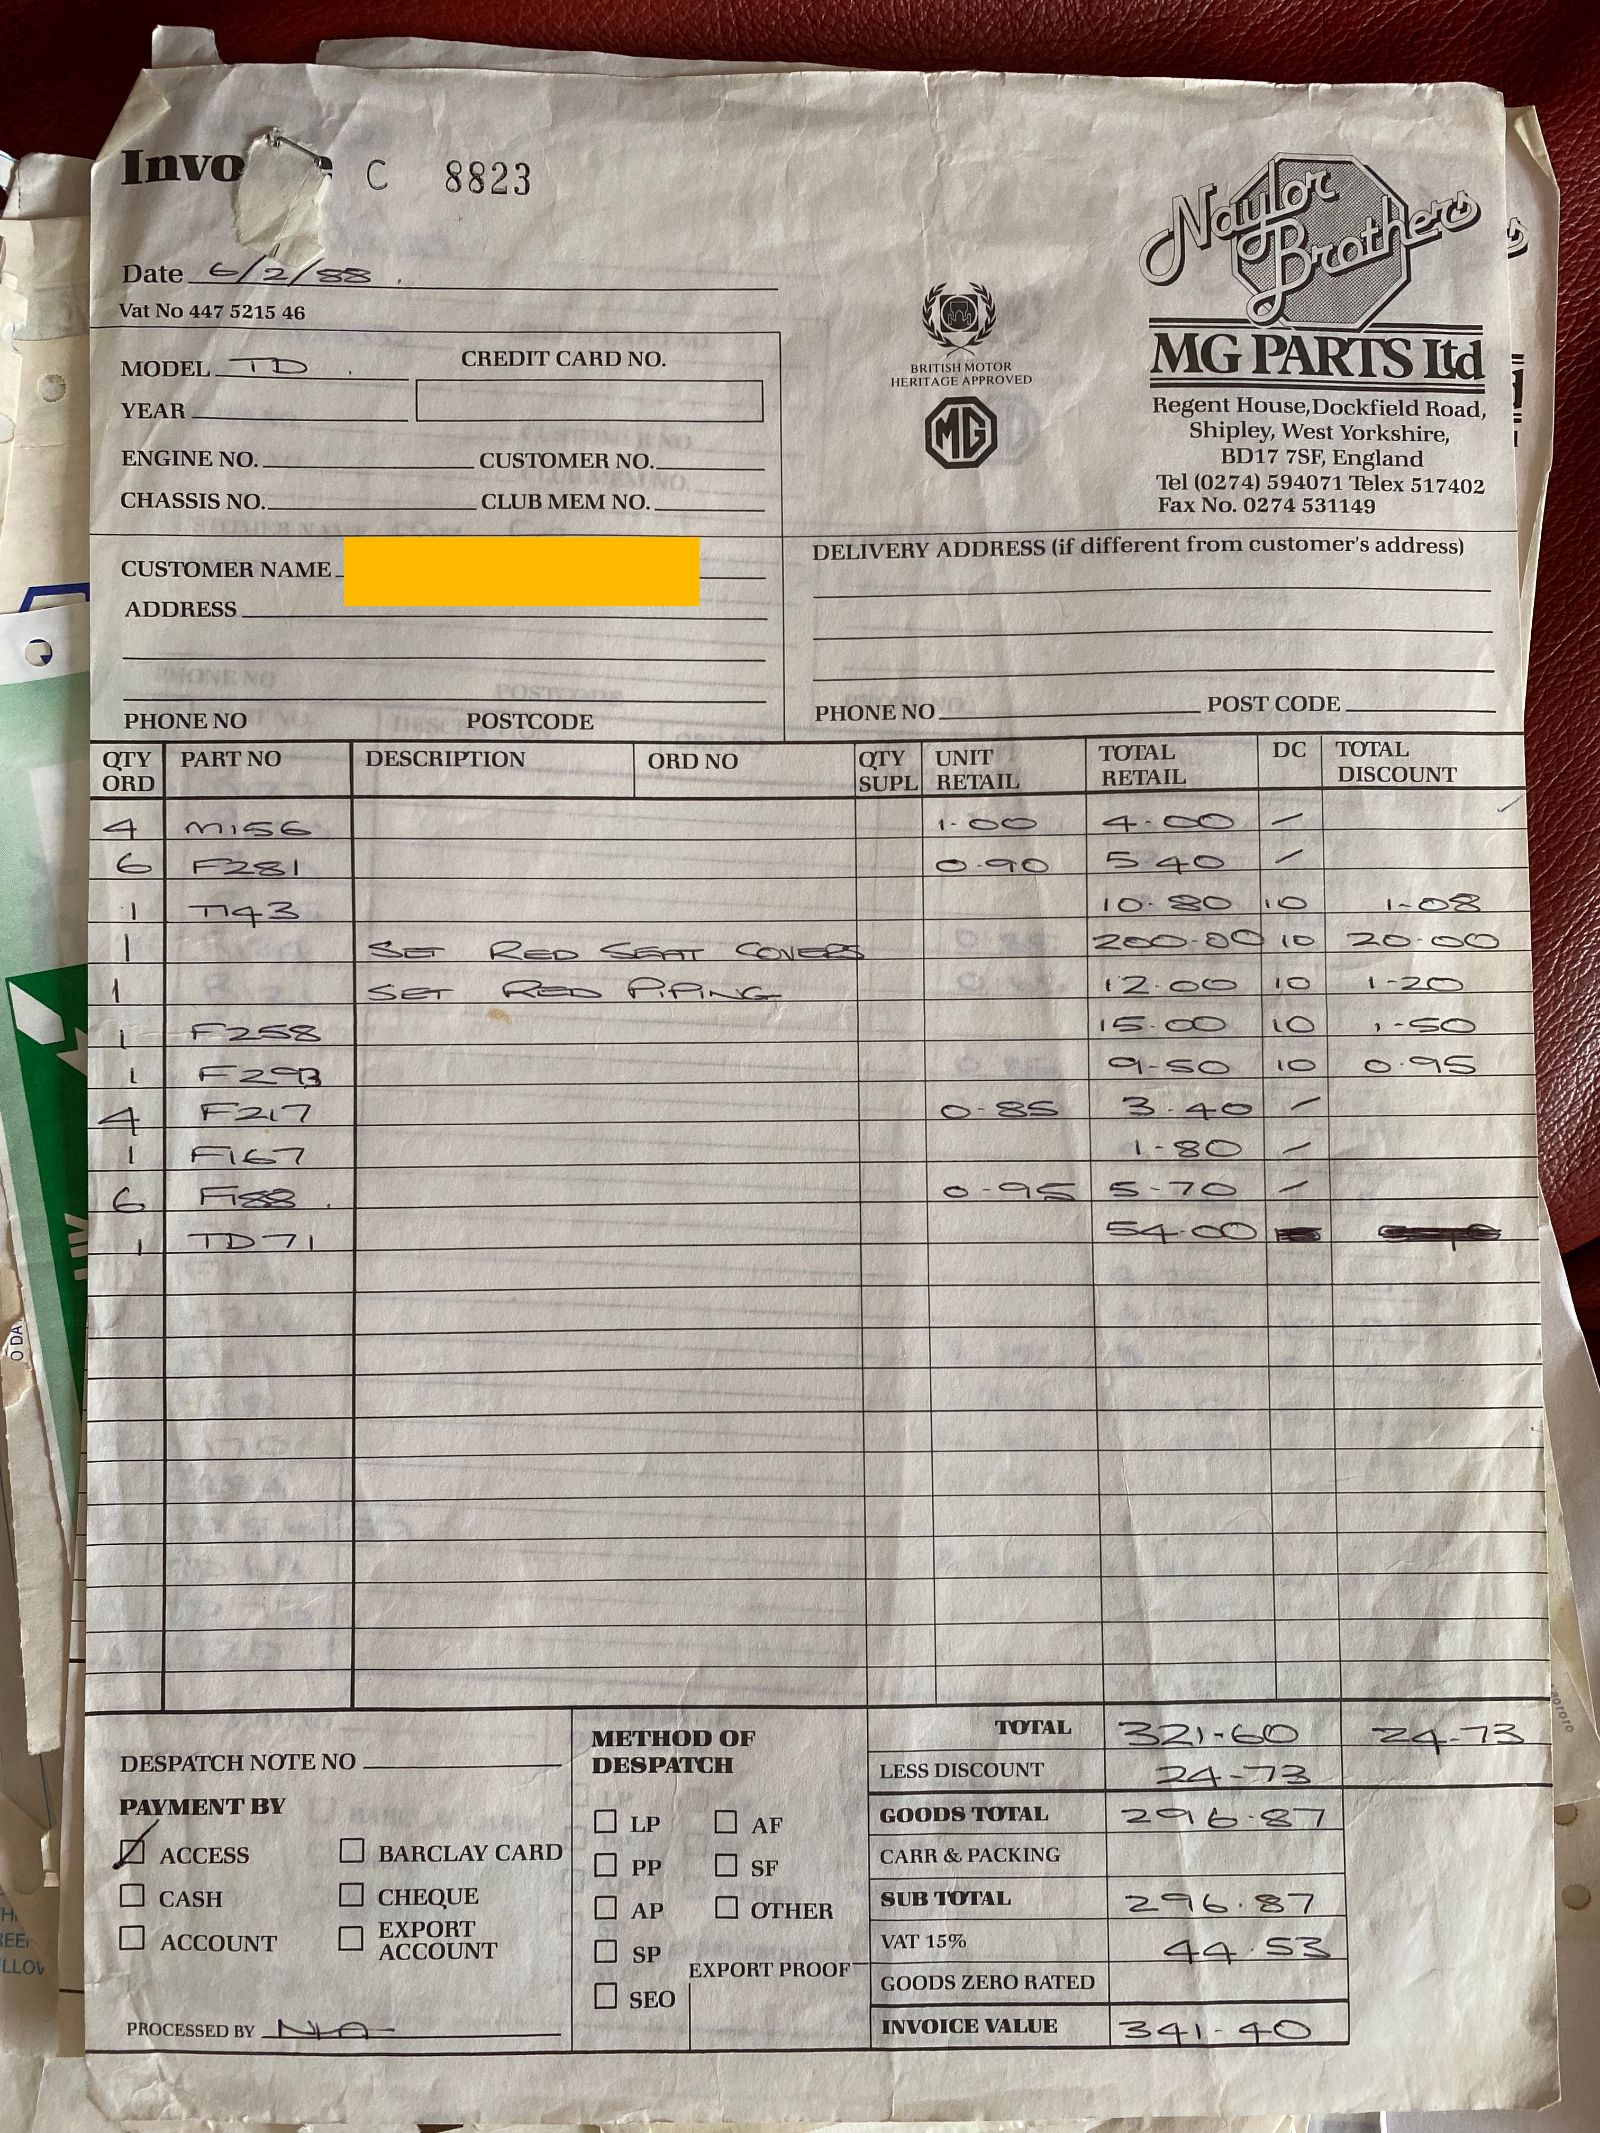 Invo C 8823
Naylor Brothers
MG PARTS Ltd
Regent House, Dockfield Road,
Shipley, West Yorkshire,
BD17 7SF, England
Tel (0274) 594071 Telex 517402
Fax No. 0274 531149
BRITISH MOTOR
HERITAGE APPROVED
MG
Date 6/2/88
Vat No 447 5215 46
MODEL TD CREDIT CARD NO.
YEAR
ENGINE NO. CUSTOMER NO.
CHASSIS NO. CLUB MEM NO.
CUSTOMER NAME
ADDRESS
PHONE NO POSTCODE
DELIVERY ADDRESS (if different from customer's address)
PHONE NO POST CODE
QTY ORD PART NO DESCRIPTION ORD NO QTY SUPL UNIT RETAIL TOTAL RETAIL DC TOTAL DISCOUNT
4 M156 1.00 4.00 –
6 F281 0.90 5.40 –
1 T143 10.80 10 1-08
1 SET RED SEAT COVERS 200.00 10 20.00
1 SET RED PIPING 12.00 10 1-20
1 F258 15.00 10 1-50
1 F293 9-50 10 0.95
4 F217 0-85 3.40 –
1 F167 1-80 –
6 F188 0-95 5-70 –
1 TD71 54.00
TOTAL 321-60 24-73
LESS DISCOUNT 24-73
GOODS TOTAL 296.87
CARR & PACKING
SUB TOTAL 296.87
VAT 15% 44.53
GOODS ZERO RATED
INVOICE VALUE 341-40
DESPATCH NOTE NO
PAYMENT BY
ACCESS BARCLAY CARD
CASH CHEQUE
ACCOUNT EXPORT ACCOUNT
PROCESSED BY
METHOD OF
DESPATCH
LP AF
PP SF
AP OTHER
SP
EXPORT PROOF
SEO